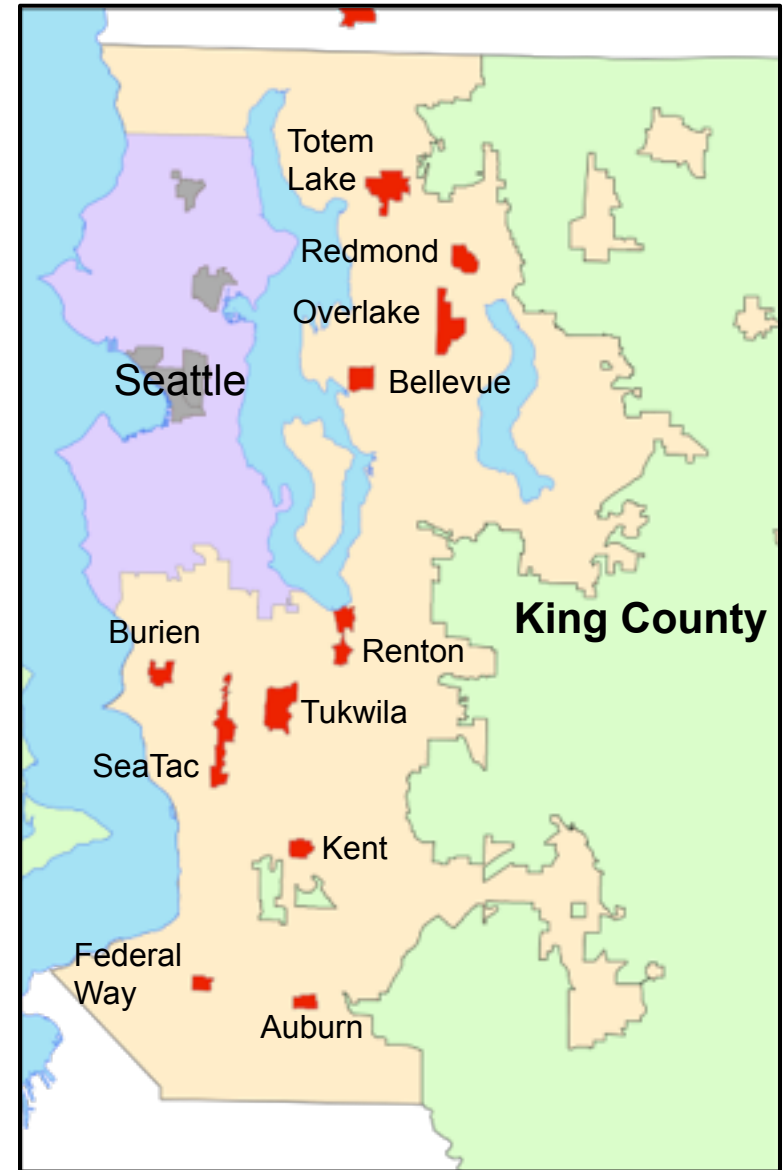 Totem
Lake
Redmond
Overlake
Seattle
Bellevue
King County
Burien
Renton
Tukwila
SeaTac
Kent
Federal
Way
Auburn